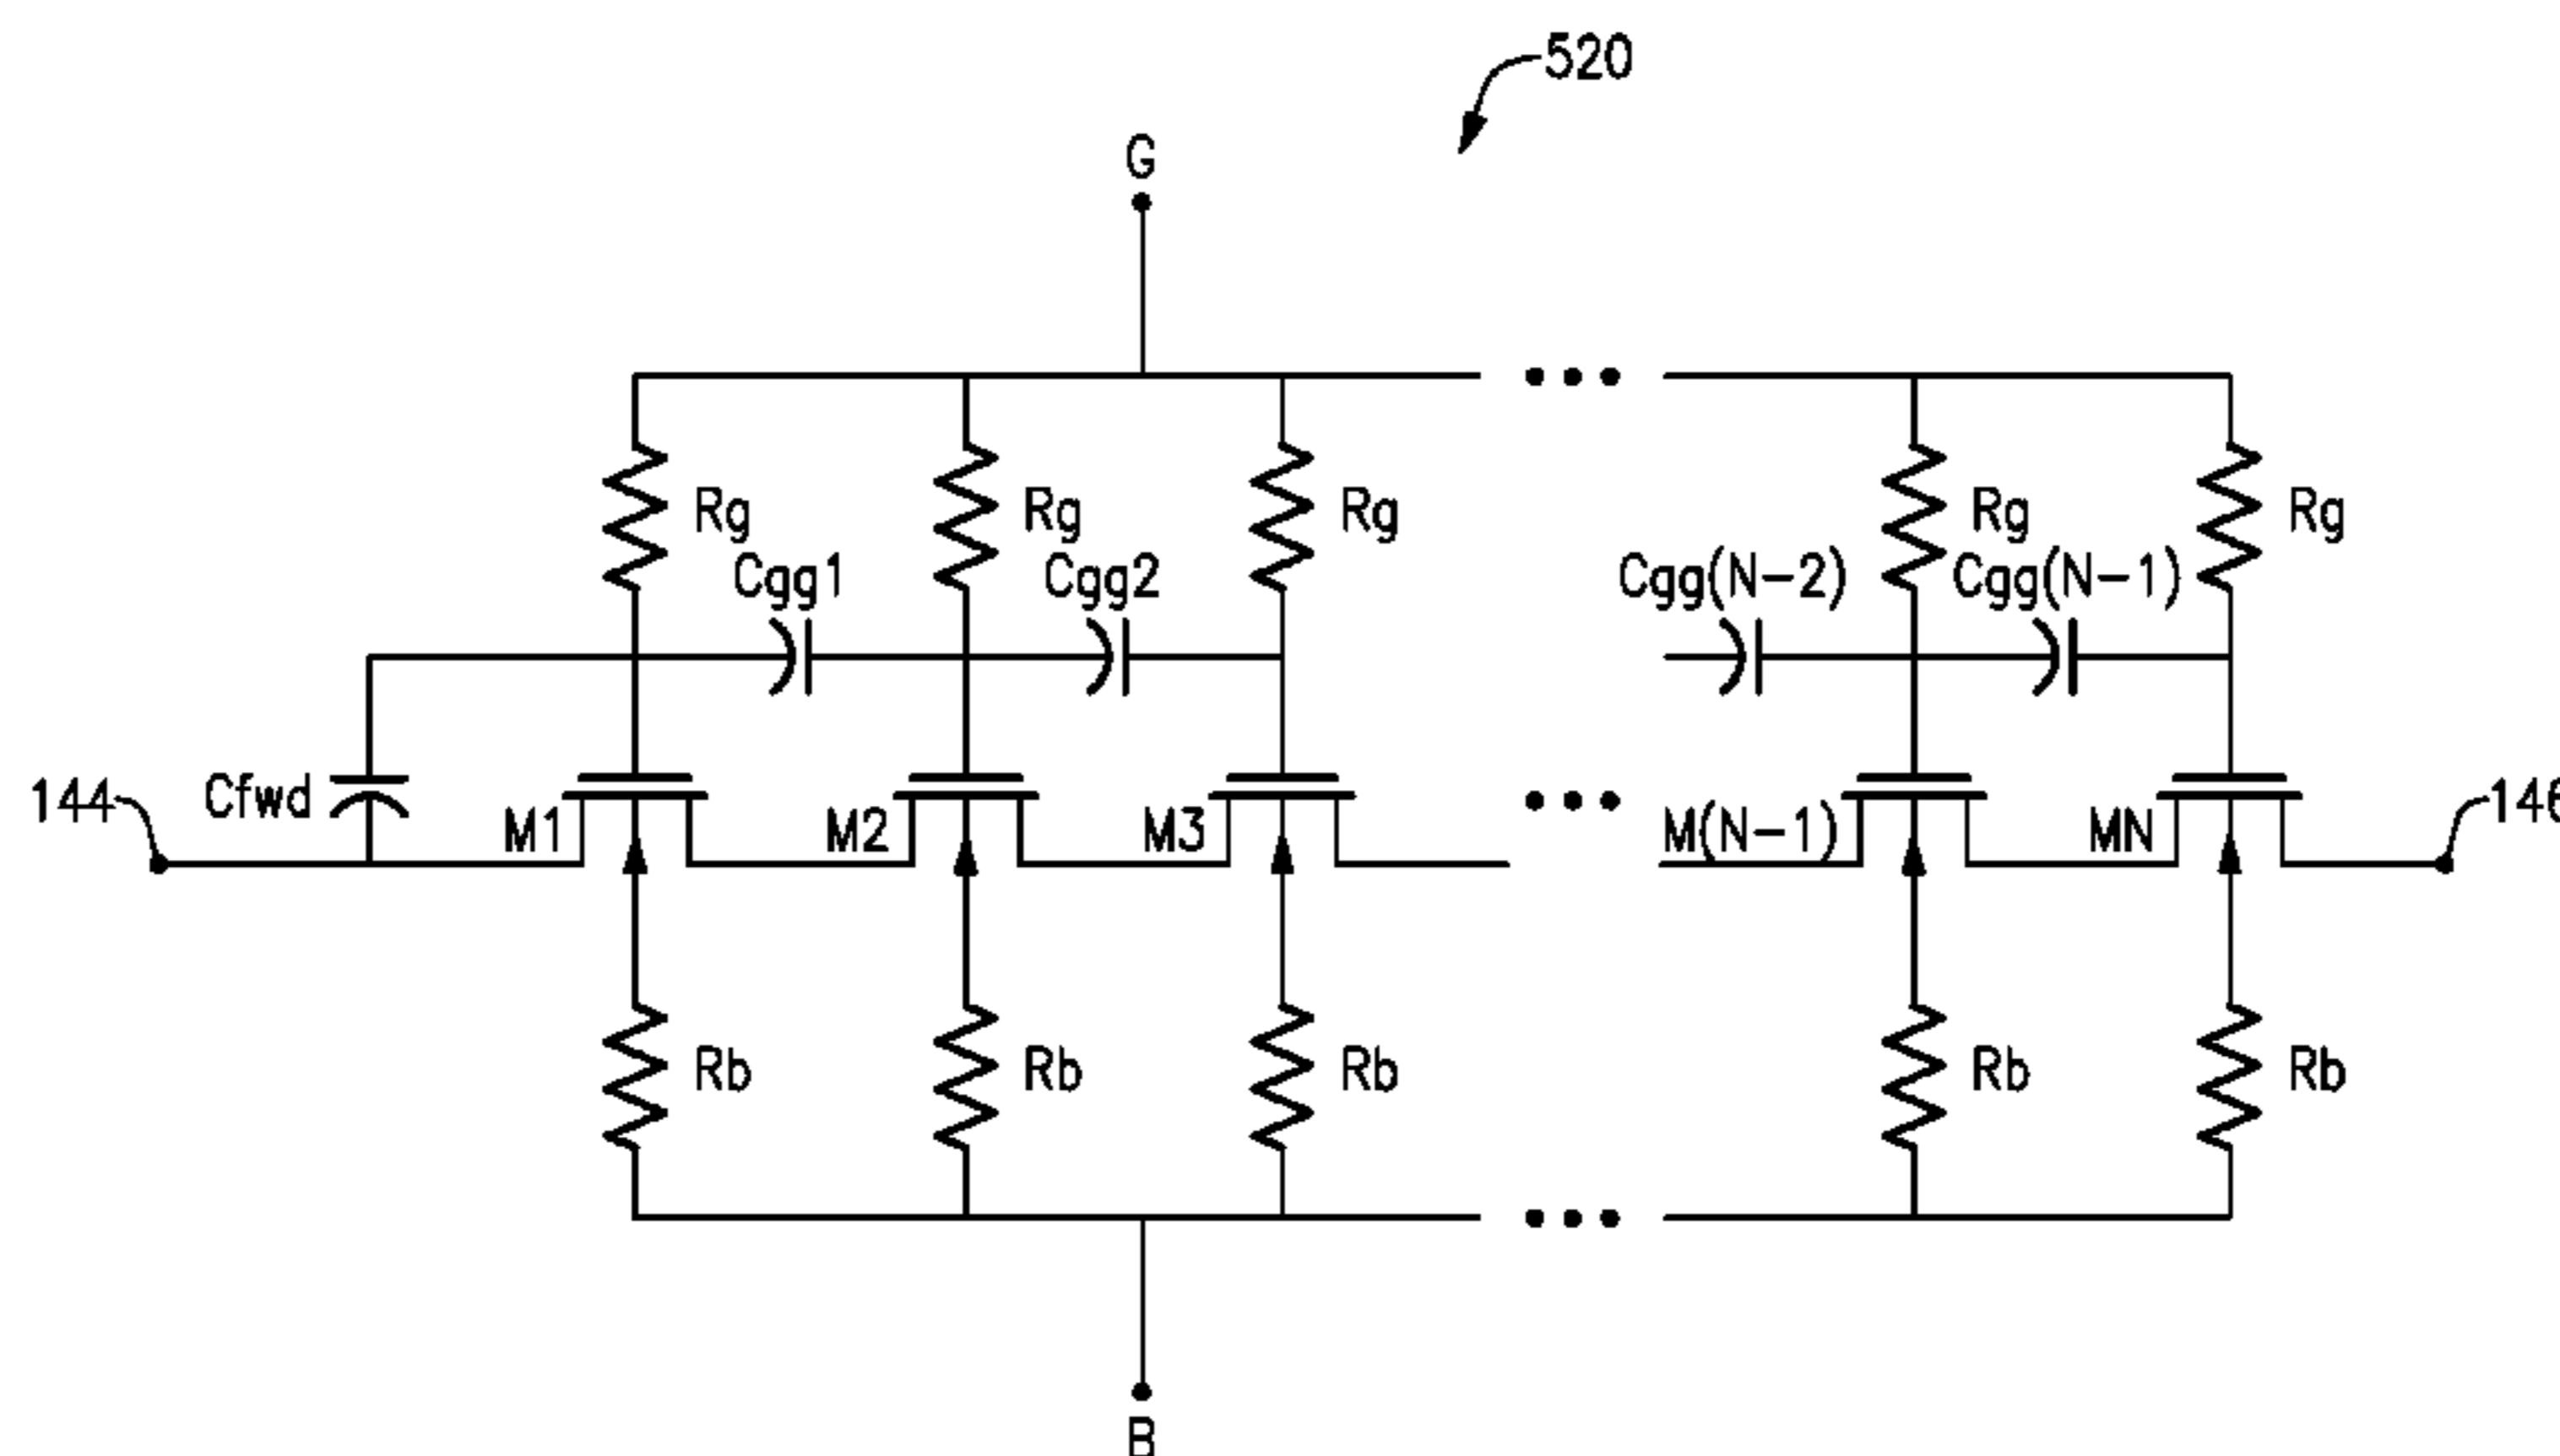 520
G
Rg Rg Rg Rg Rg
Cgg1 Cgg2 Cgg(N-2) Cgg(N-1)
144 Cfwd M1 M2 M3 M(N-1) MN
Rb Rb Rb Rb Rb
B